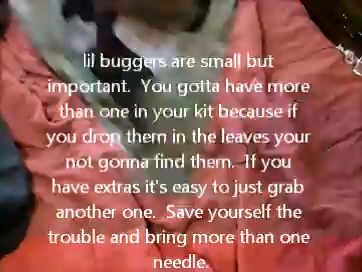 lil buggers are small but
important.  You gotta have more
than one in your kit because if
you drop them in the leaves your
not gonna find them.  If you
have extras it's easy to just grab
another one.  Save yourself the
trouble and bring more than one
needle.